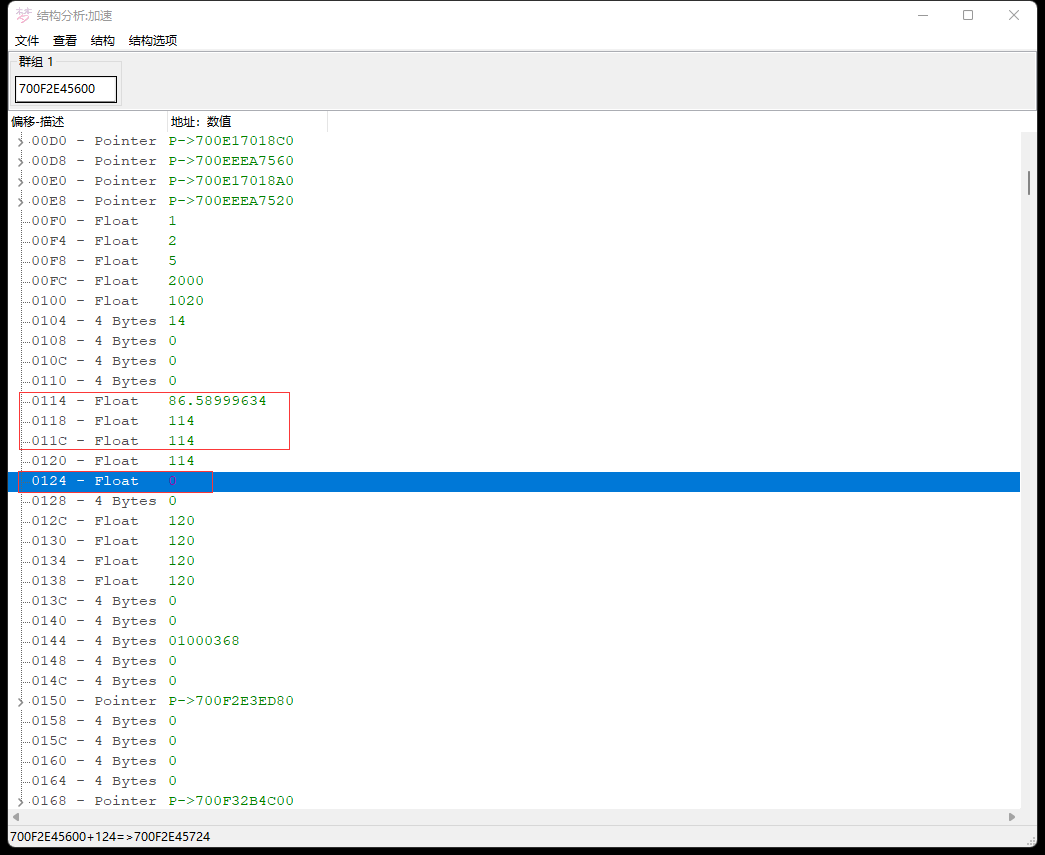 梦 结构分析:加速
文件 查看 结构 结构选项
群组 1
700F2E45600
偏移-描述 地址: 数值
00D0 - Pointer P->700E17018C0
00D8 - Pointer P->700EEEA7560
00E0 - Pointer P->700E17018A0
00E8 - Pointer P->700EEEA7520
00F0 - Float 1
00F4 - Float 2
00F8 - Float 5
00FC - Float 2000
0100 - Float 1020
0104 - 4 Bytes 14
0108 - 4 Bytes 0
010C - 4 Bytes 0
0110 - 4 Bytes 0
0114 - Float 86.58999634
0118 - Float 114
011C - Float 114
0120 - Float 114
0124 - Float 0
0128 - 4 Bytes 0
012C - Float 120
0130 - Float 120
0134 - Float 120
0138 - Float 120
013C - 4 Bytes 0
0140 - 4 Bytes 0
0144 - 4 Bytes 01000368
0148 - 4 Bytes 0
014C - 4 Bytes 0
0150 - Pointer P->700F2E3ED80
0158 - 4 Bytes 0
015C - 4 Bytes 0
0160 - 4 Bytes 0
0164 - 4 Bytes 0
0168 - Pointer P->700F32B4C00
700F2E45600+124=>700F2E45724